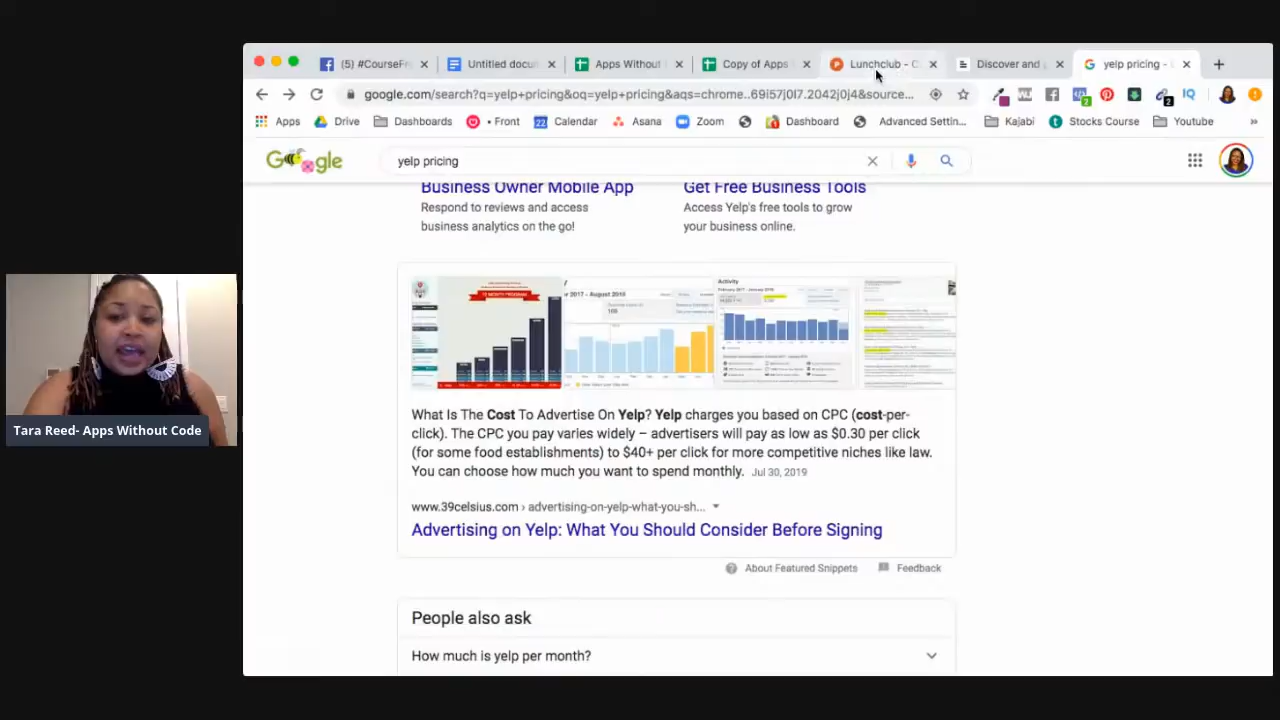 (5) #CourseFr
Untitled docu
Apps Without
Copy of Apps
Lunchclub - C
Discover and
yelp pricing -
google.com/search?q=yelp+pricing&oq=yelp+pricing&aqs=chrome..69i57j0l7.2042j0j4&source...
Apps
Drive
Dashboards
• Front
Calendar
Asana
Zoom
Dashboard
Advanced Settin...
Kajabi
Stocks Course
Youtube
»
Google
yelp pricing
Business Owner Mobile App
Get Free Business Tools
Respond to reviews and access
business analytics on the go!
Access Yelp's free tools to grow
your business online.
Activity
2017 - August 2018
What Is The Cost To Advertise On Yelp? Yelp charges you based on CPC (cost-per-
click). The CPC you pay varies widely – advertisers will pay as low as $0.30 per click
(for some food establishments) to $40+ per click for more competitive niches like law.
You can choose how much you want to spend monthly. Jul 30, 2019
www.39celsius.com › advertising-on-yelp-what-you-sh...
Advertising on Yelp: What You Should Consider Before Signing
About Featured Snippets
Feedback
People also ask
How much is yelp per month?
Tara Reed- Apps Without Code